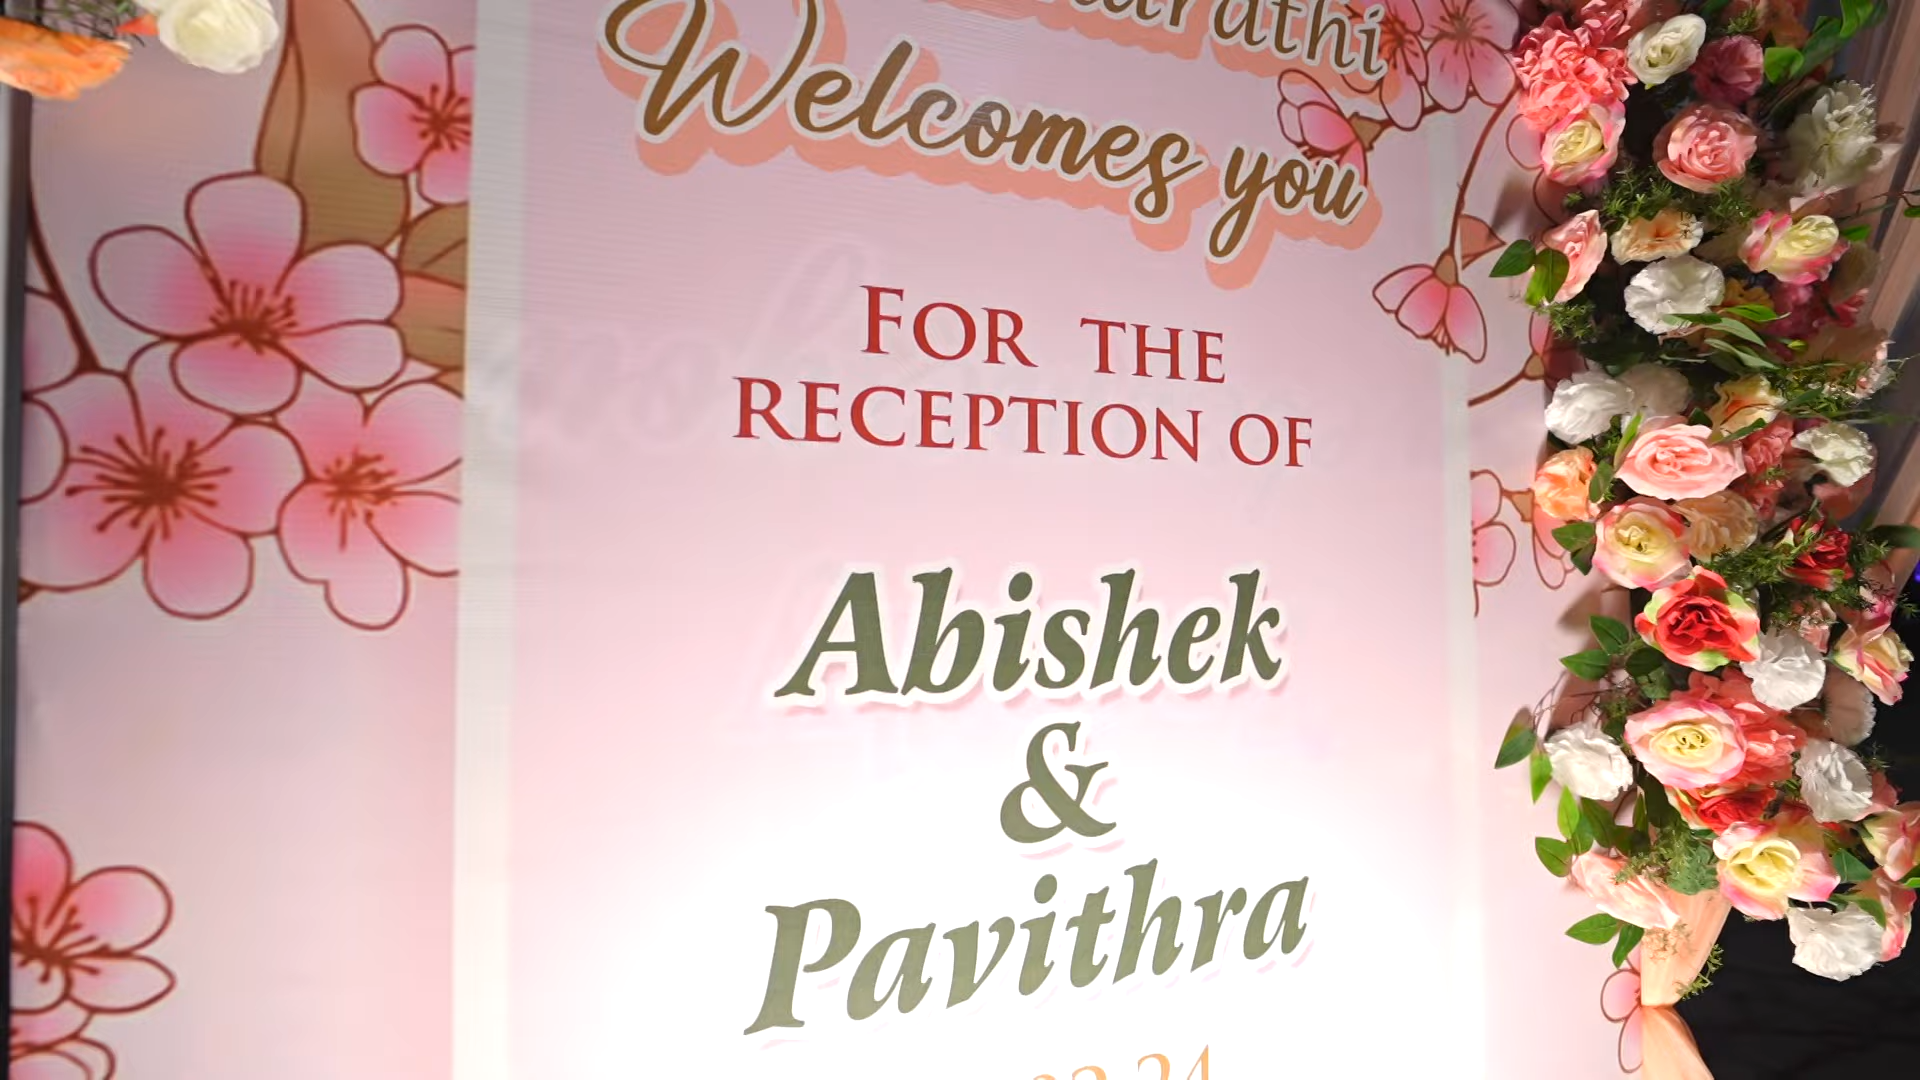 Welcomes you
FOR THE
RECEPTION OF
Abishek
&
Pavithra